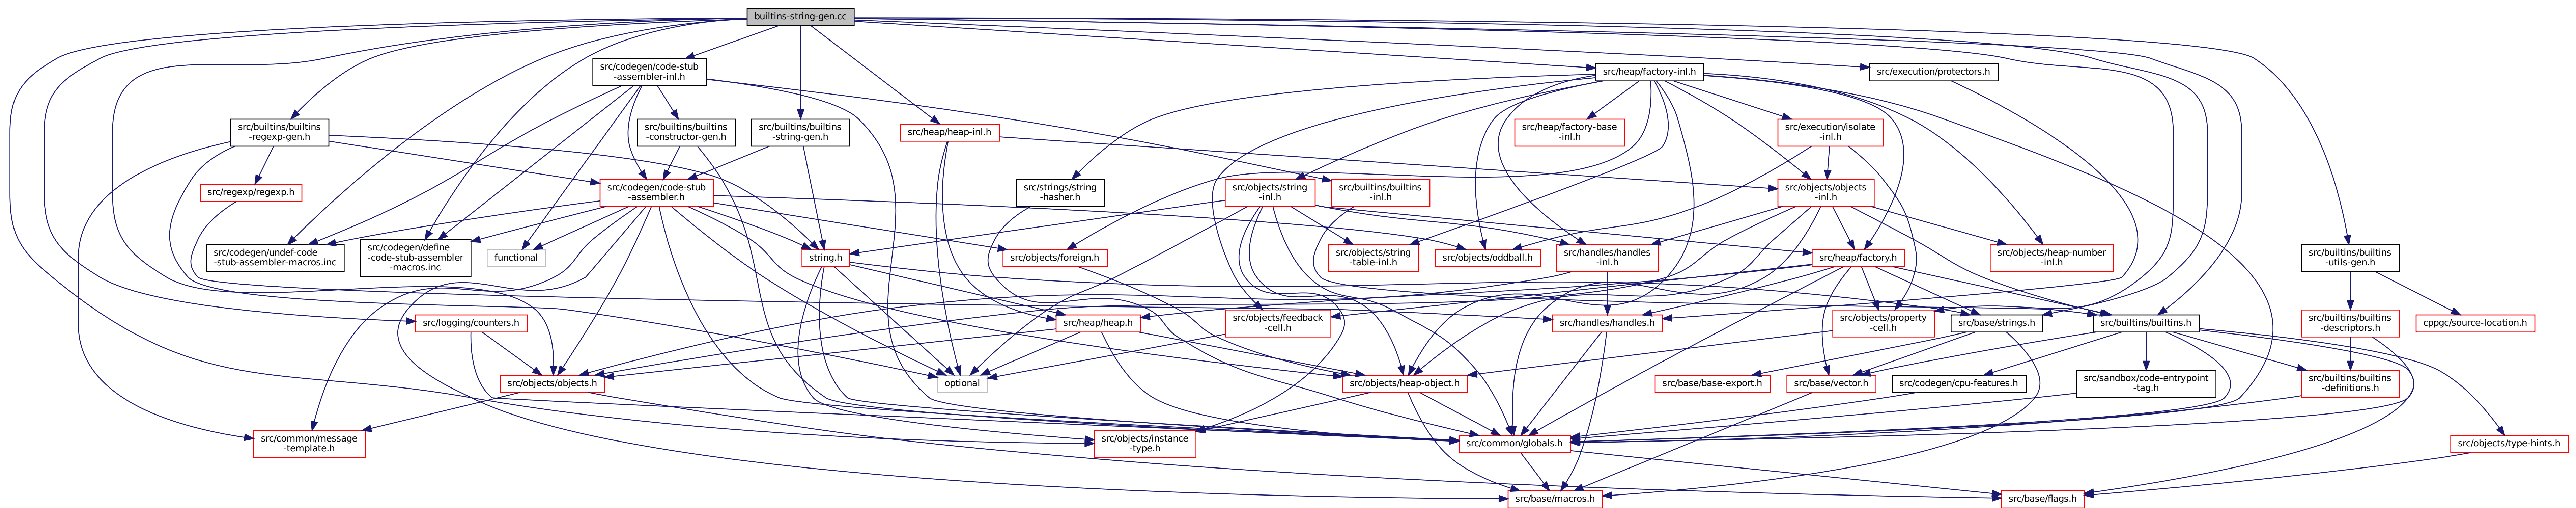 builtins-string-gen.cc
src/codegen/code-stub
-assembler-inl.h
src/heap/factory-inl.h
src/execution/protectors.h
src/builtins/builtins
-regexp-gen.h
src/builtins/builtins
-constructor-gen.h
src/builtins/builtins
-string-gen.h
src/heap/heap-inl.h
src/heap/factory-base
-inl.h
src/execution/isolate
-inl.h
src/regexp/regexp.h
src/codegen/code-stub
-assembler.h
src/strings/string
-hasher.h
src/objects/string
-inl.h
src/builtins/builtins
-inl.h
src/objects/objects
-inl.h
src/codegen/undef-code
-stub-assembler-macros.inc
src/codegen/define
-code-stub-assembler
-macros.inc
functional
string.h
src/objects/foreign.h
src/objects/string
-table-inl.h
src/objects/oddball.h
src/handles/handles
-inl.h
src/heap/factory.h
src/objects/heap-number
-inl.h
src/builtins/builtins
-utils-gen.h
src/logging/counters.h
src/heap/heap.h
src/objects/feedback
-cell.h
src/handles/handles.h
src/objects/property
-cell.h
src/base/strings.h
src/builtins/builtins.h
src/builtins/builtins
-descriptors.h
cppgc/source-location.h
src/objects/objects.h
optional
src/objects/heap-object.h
src/base/base-export.h
src/base/vector.h
src/codegen/cpu-features.h
src/sandbox/code-entrypoint
-tag.h
src/builtins/builtins
-definitions.h
src/common/message
-template.h
src/objects/instance
-type.h
src/common/globals.h
src/objects/type-hints.h
src/base/macros.h
src/base/flags.h